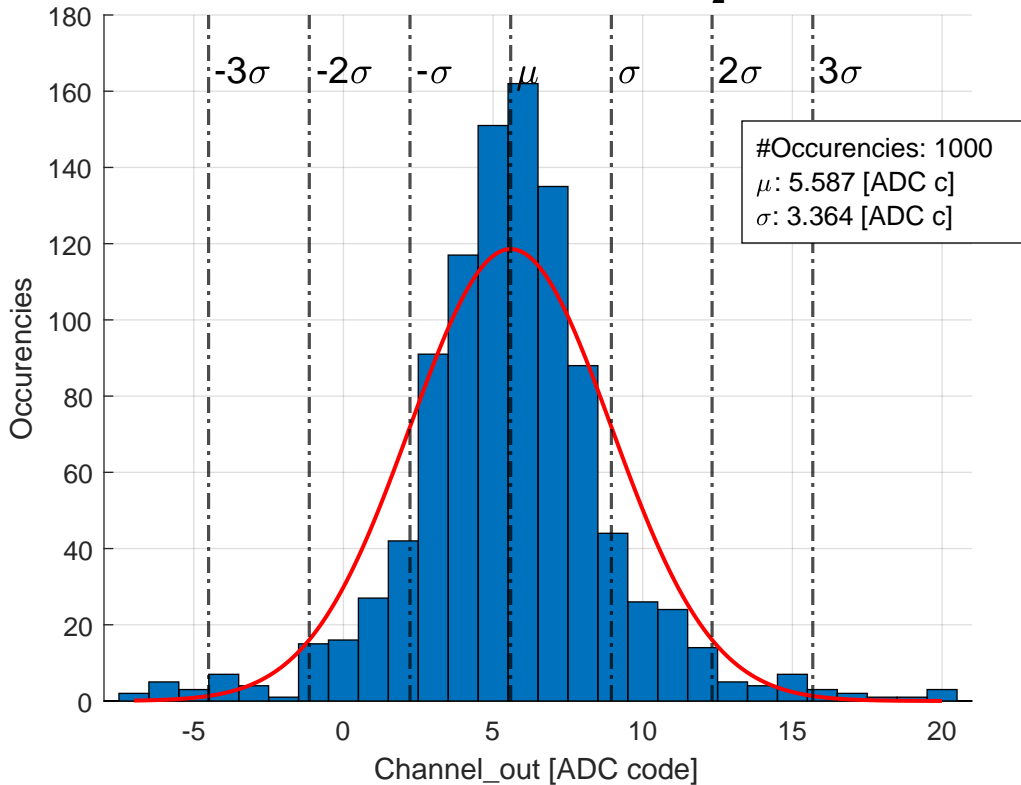 180
160
140
120
100
80
60
40
20
0
-3σ
-2σ
-σ
μ
σ
2σ
3σ
#Occurencies: 1000
μ: 5.587 [ADC c]
σ: 3.364 [ADC c]
Occurencies
-5
0
5
10
15
20
Channel_out [ADC code]